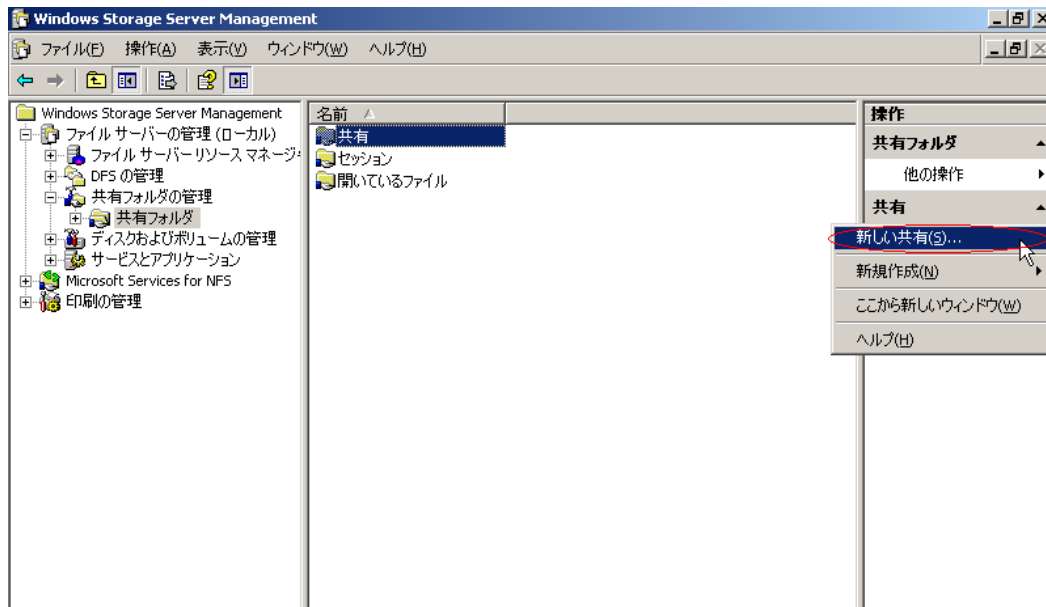 Windows Storage Server Management
ファイル(F) 操作(A) 表示(V) ウィンドウ(W) ヘルプ(H)
Windows Storage Server Management
ファイル サーバーの管理 (ローカル)
ファイル サーバー リソース マネージ
DFS の管理
共有フォルダの管理
共有フォルダ
ディスクおよびボリュームの管理
サービスとアプリケーション
Microsoft Services for NFS
印刷の管理
名前
共有
セッション
開いているファイル
操作
共有フォルダ
他の操作
共有
新しい共有(S)...
新規作成(N)
ここから新しいウィンドウ(W)
ヘルプ(H)